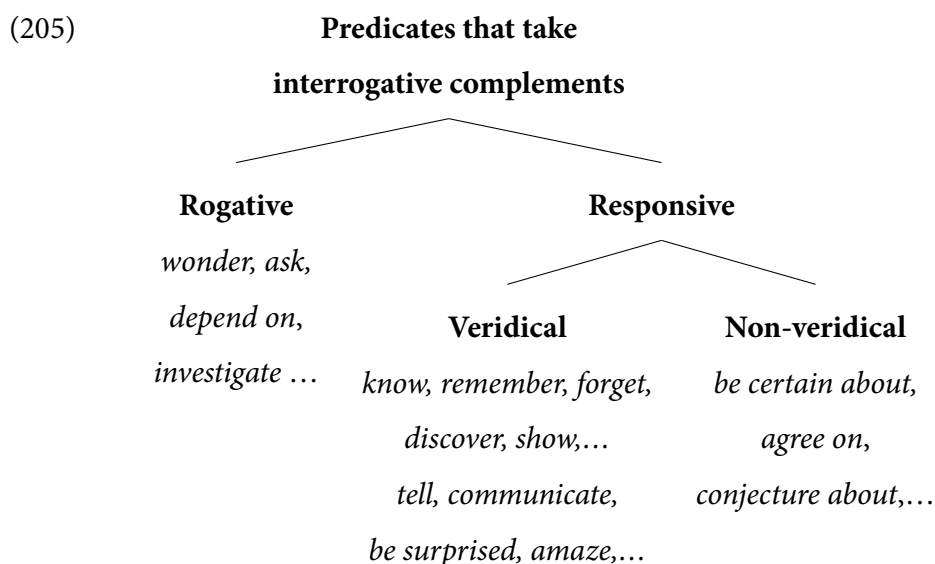 (205) Predicates that take
interrogative complements
Rogative
wonder, ask,
depend on,
investigate …
Responsive
Veridical
know, remember, forget,
discover, show,…
tell, communicate,
be surprised, amaze,…
Non-veridical
be certain about,
agree on,
conjecture about,…